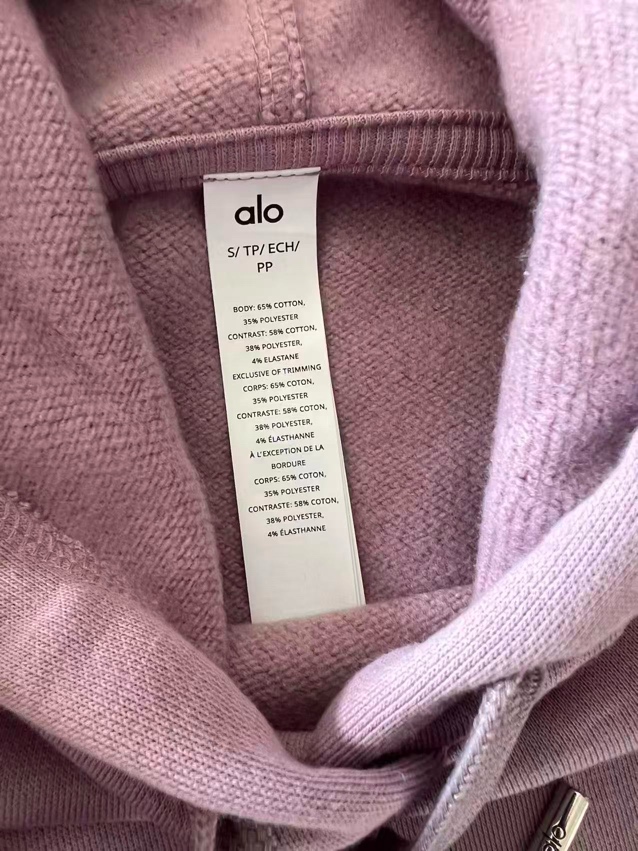 alo
S/ TP/ ECH/
PP
BODY: 65% COTTON,
35% POLYESTER
CONTRAST: 58% COTTON,
38% POLYESTER,
4% ELASTANE
EXCLUSIVE OF TRIMMING
CORPS: 65% COTON,
35% POLYESTER
CONTRASTE: 58% COTON,
38% POLYESTER,
4% ÉLASTHANNE
À L'EXCEPTION DE LA
BORDURE
CORPS: 65% COTON,
35% POLYESTER
CONTRASTE: 58% COTON,
38% POLYESTER,
4% ÉLASTHANNE
alo